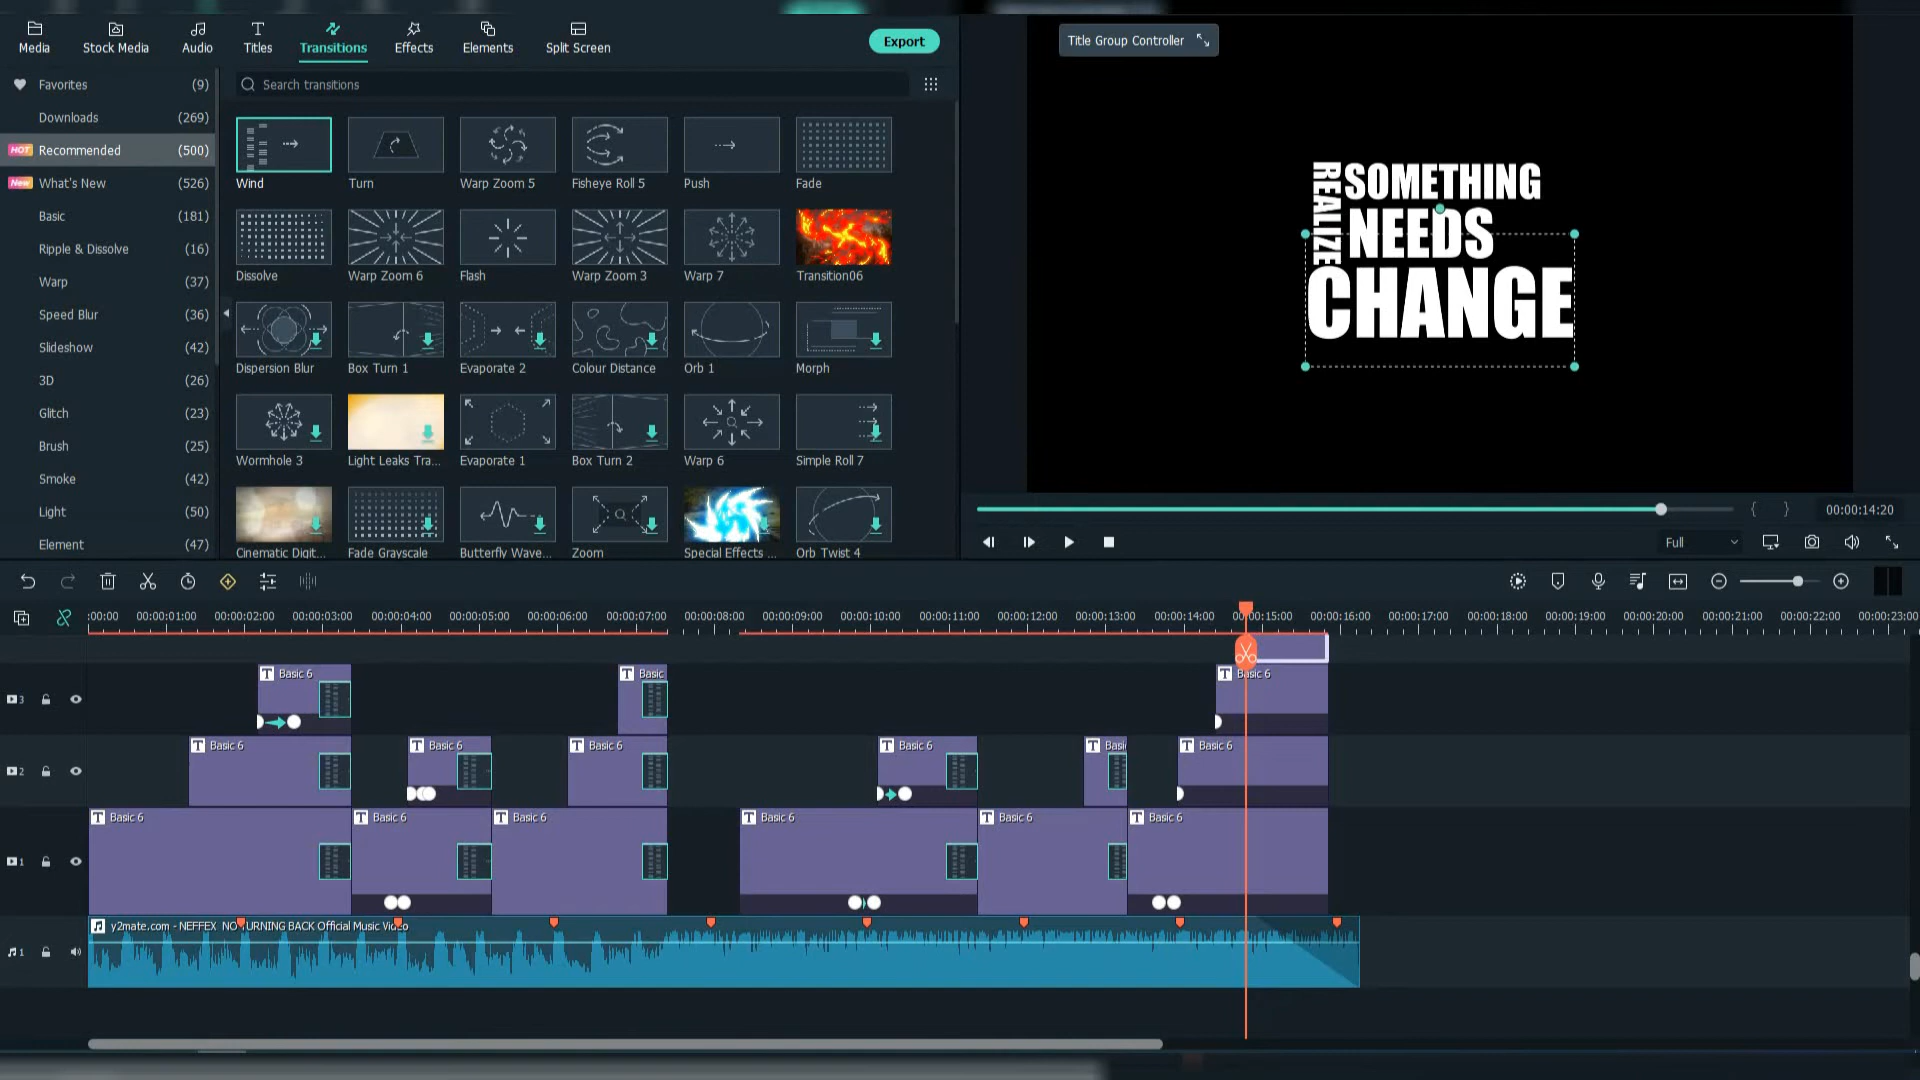 Media
Stock Media
Audio
Titles
Transitions
Effects
Elements
Split Screen
Export
Title Group Controller
Favorites (9)
Downloads (269)
HOT Recommended (500)
New What's New (526)
Basic (181)
Ripple & Dissolve (16)
Warp (37)
Speed Blur (36)
Slideshow (42)
3D (26)
Glitch (23)
Brush (25)
Smoke (42)
Light (50)
Element (47)
Search transitions
Wind Turn Warp Zoom 5 Fisheye Roll 5 Push Fade
Dissolve Warp Zoom 6 Flash Warp Zoom 3 Warp 7 Transition06
Dispersion Blur Box Turn 1 Evaporate 2 Colour Distance Orb 1 Morph
Wormhole 3 Light Leaks Tra... Evaporate 1 Box Turn 2 Warp 6 Simple Roll 7
Cinematic Digit... Fade Grayscale Butterfly Wave... Zoom Special Effects ... Orb Twist 4
REALIZE
SOMETHING
NEEDS
CHANGE
{ } 00:00:14:20
Full
:00:00 00:00:01:00 00:00:02:00 00:00:03:00 00:00:04:00 00:00:05:00 00:00:06:00 00:00:07:00 00:00:08:00 00:00:09:00 00:00:10:00 00:00:11:00 00:00:12:00 00:00:13:00 00:00:14:00 00:00:15:00 00:00:16:00 00:00:17:00 00:00:18:00 00:00:19:00 00:00:20:00 00:00:21:00 00:00:22:00 00:00:23:00
3 T Basic 6 T Basic T Basic 6
2 T Basic 6 T Basic 6 T Basic 6 T Basic 6 T Basi T Basic 6
1 T Basic 6 T Basic 6 T Basic 6 T Basic 6 T Basic 6 T Basic 6
1 y2mate.com - NEFFEX NO TURNING BACK Official Music Video